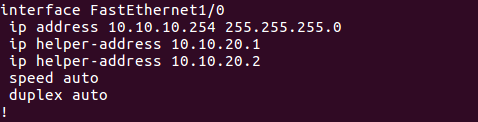 interface FastEthernet1/0
 ip address 10.10.10.254 255.255.255.0
 ip helper-address 10.10.20.1
 ip helper-address 10.10.20.2
 speed auto
 duplex auto
!